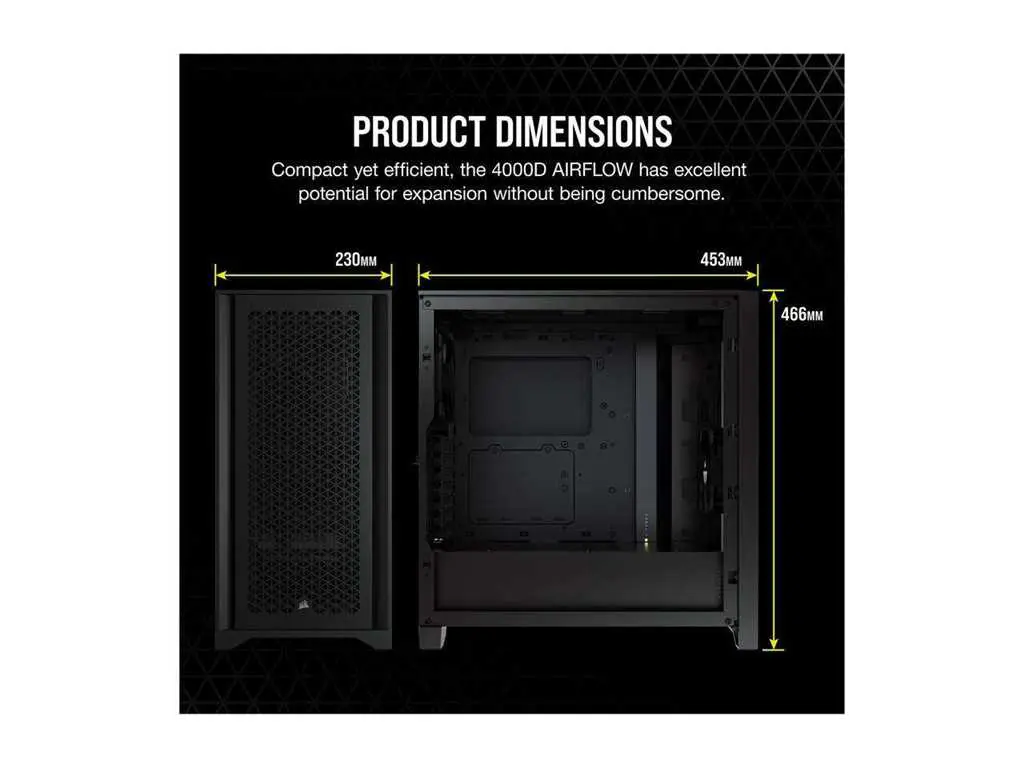 PRODUCT DIMENSIONS
Compact yet efficient, the 4000D AIRFLOW has excellent
potential for expansion without being cumbersome.
230MM
453MM
466MM